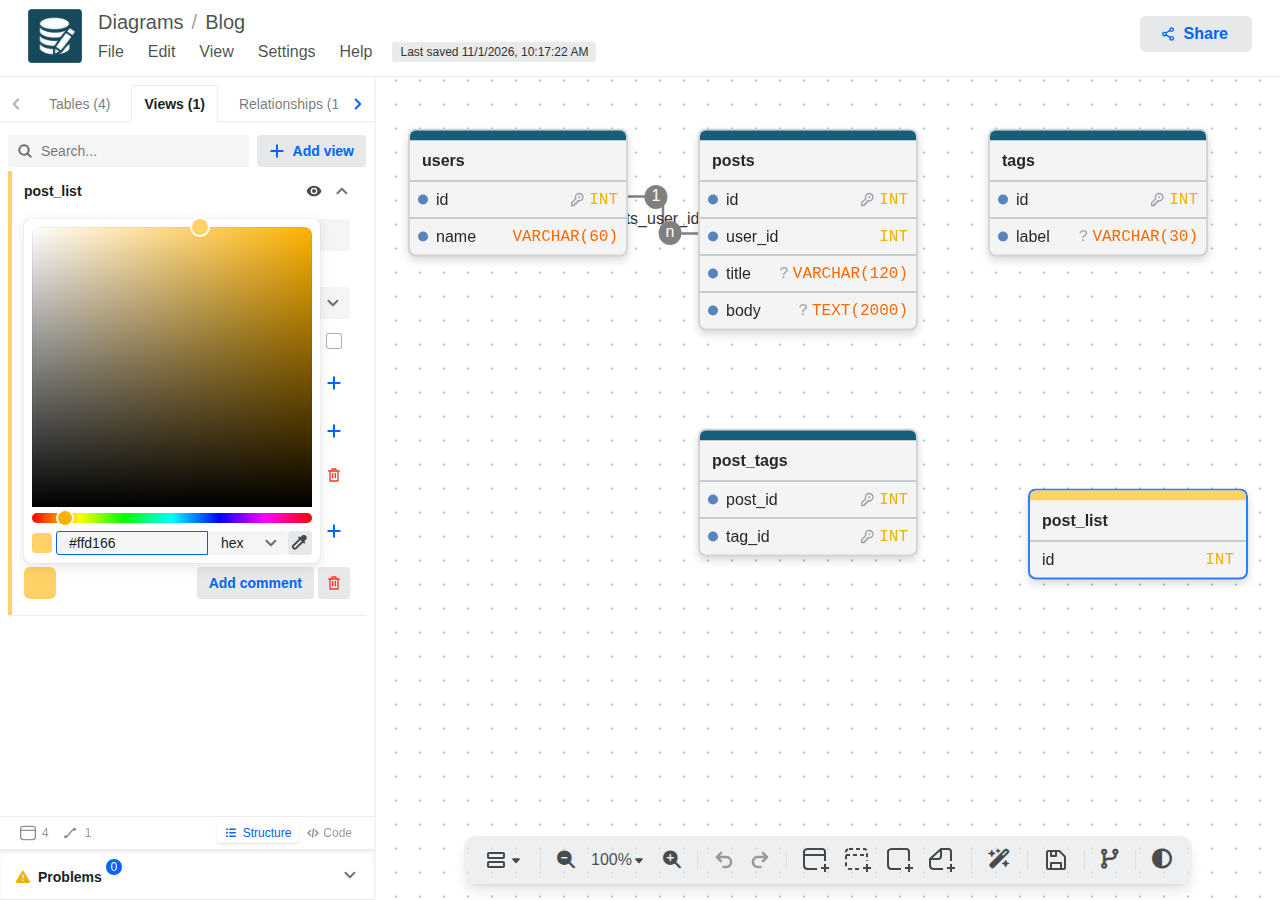 Diagrams / Blog
File Edit View Settings Help Last saved 11/1/2026, 10:17:22 AM
Share
Tables (4) Views (1) Relationships (1
Search... Add view
post_list
#ffd166 hex
Add comment
4 1 Structure Code
Problems 0
users
id INT
name VARCHAR(60)
1
ts_user_id
n
posts
id INT
user_id INT
title ? VARCHAR(120)
body ? TEXT(2000)
tags
id INT
label ? VARCHAR(30)
post_tags
post_id INT
tag_id INT
post_list
id INT
100%